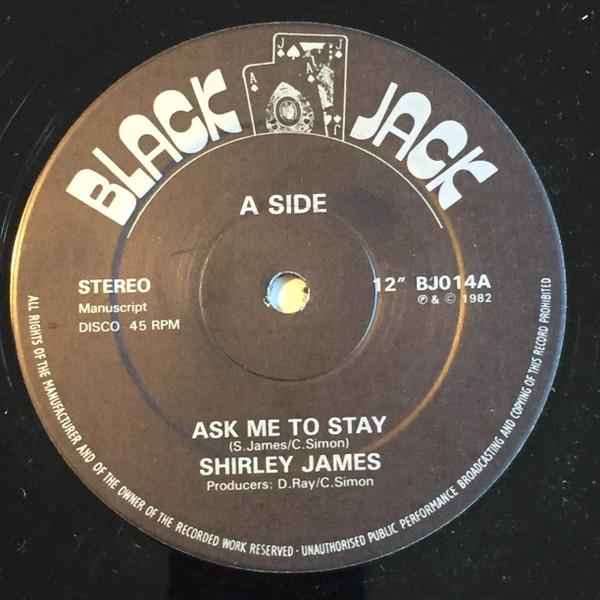 BLACK JACK
J
J
A
A
A SIDE
STEREO
Manuscript
DISCO 45 RPM
12" BJ014A
℗ & © 1982
ASK ME TO STAY
(S.James/C.Simon)
SHIRLEY JAMES
Producers: D.Ray/C.Simon
ALL RIGHTS OF THE MANUFACTURER AND OF THE OWNER OF THE RECORDED WORK RESERVED · UNAUTHORISED PUBLIC PERFORMANCE BROADCASTING AND COPYING OF THIS RECORD PROHIBITED